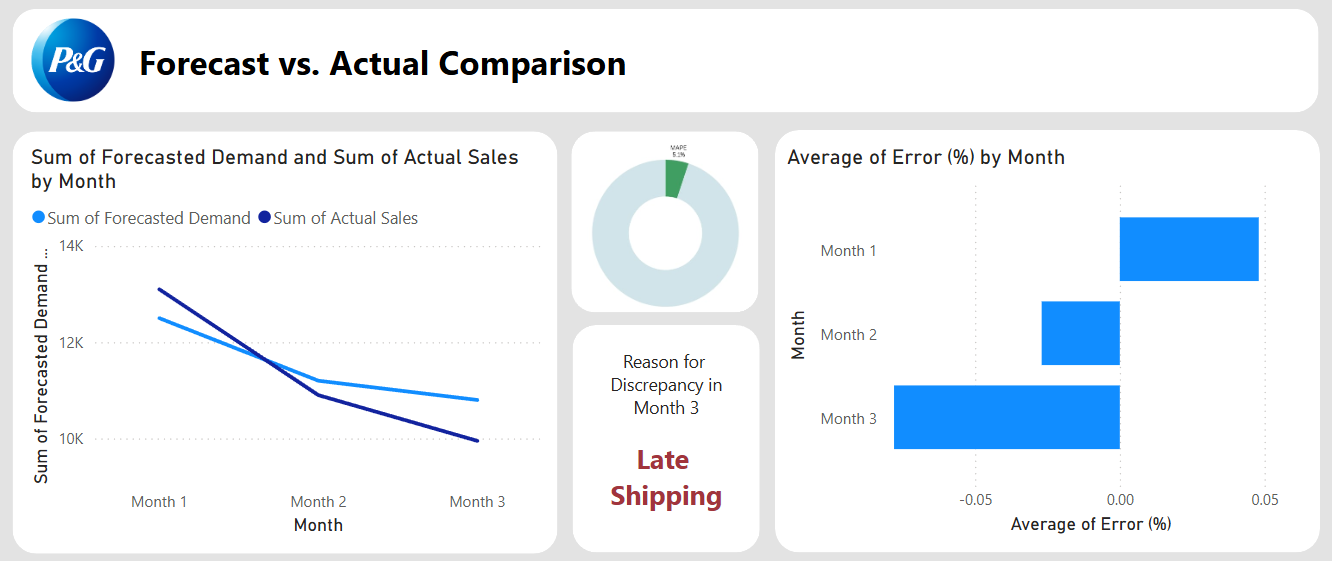 P&G
Forecast vs. Actual Comparison
Sum of Forecasted Demand and Sum of Actual Sales
by Month
Sum of Forecasted Demand
Sum of Actual Sales
Sum of Forecasted Demand ...
14K
12K
10K
Month 1
Month 2
Month 3
Month
MAPE
5.1%
Reason for
Discrepancy in
Month 3
Late
Shipping
Average of Error (%) by Month
Month
Month 1
Month 2
Month 3
-0.05
0.00
0.05
Average of Error (%)